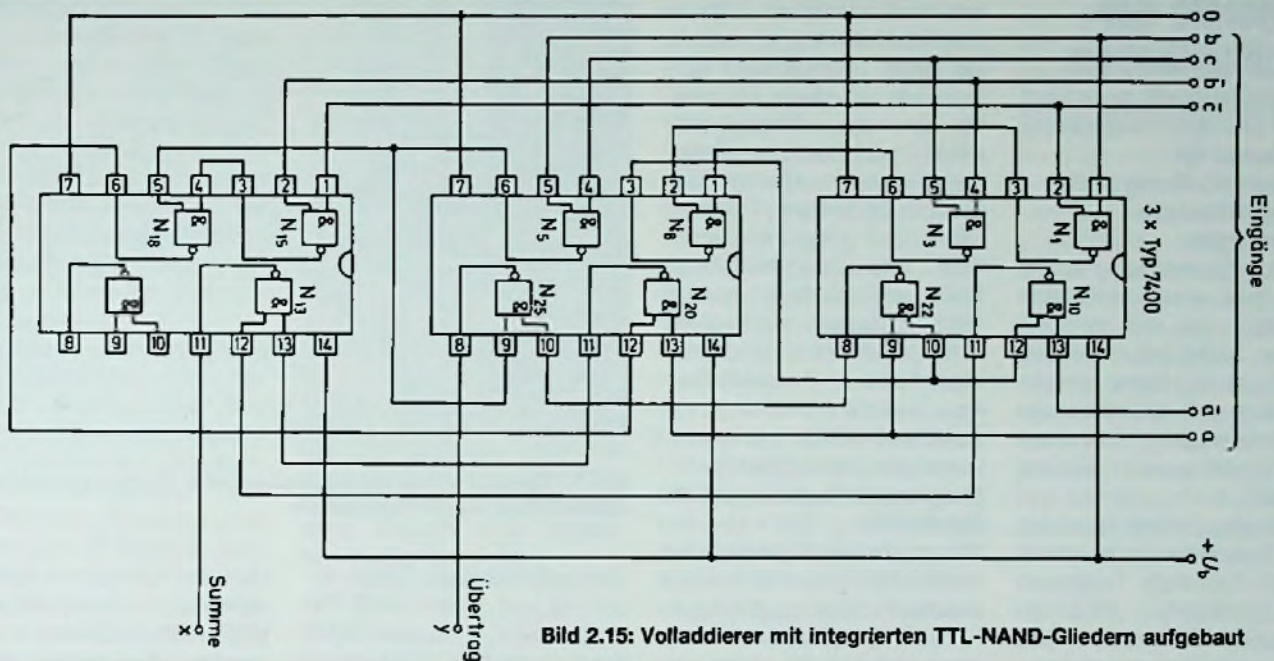 0
b
c
b̄
c̄
Eingänge
7
6
5
4
3
2
1
7
6
5
4
3
2
1
7
6
5
4
3
2
1
3 x Typ 7400
&
N18
&
N15
&
N5
&
N8
&
N3
&
N1
&
&
N13
&
N25
&
N20
&
N22
&
N10
8
9
10
11
12
13
14
8
9
10
11
12
13
14
8
9
10
11
12
13
14
ā
a
+Ub
Summe
x
Übertrag
y
Bild 2.15: Volladdierer mit integrierten TTL-NAND-Gliedern aufgebaut